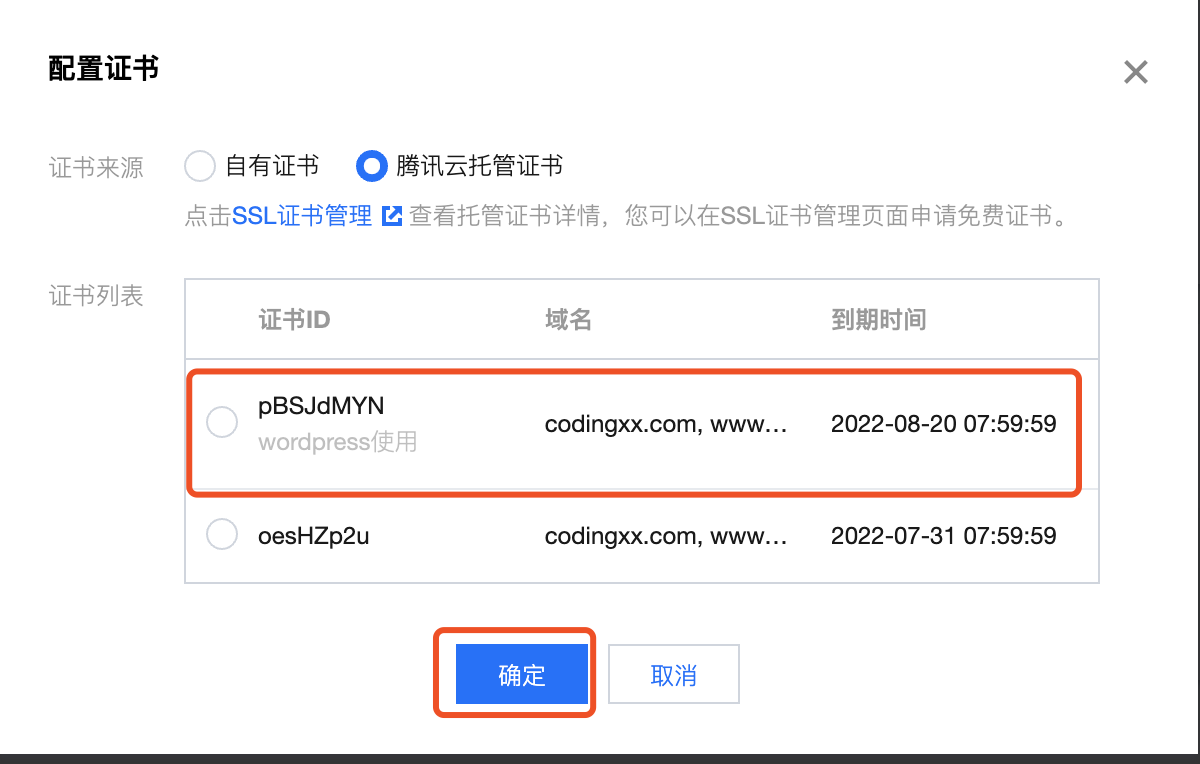 配置证书
证书来源 自有证书 腾讯云托管证书
点击SSL证书管理 查看托管证书详情，您可以在SSL证书管理页面申请免费证书。
证书列表
证书ID 域名 到期时间
pBSJdMYN codingxx.com, www... 2022-08-20 07:59:59
wordpress使用
oesHZp2u codingxx.com, www... 2022-07-31 07:59:59
确定 取消